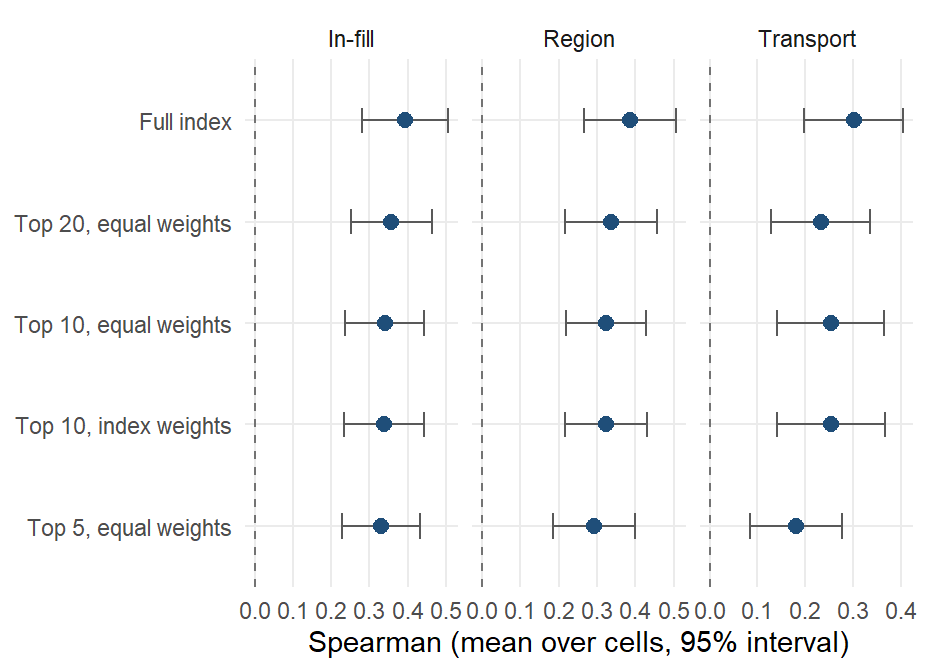 In-fill Region Transport
Full index
Top 20, equal weights
Top 10, equal weights
Top 10, index weights
Top 5, equal weights
0.0 0.1 0.2 0.3 0.4 0.5 0.0 0.1 0.2 0.3 0.4 0.5 0.0 0.1 0.2 0.3 0.4
Spearman (mean over cells, 95% interval)